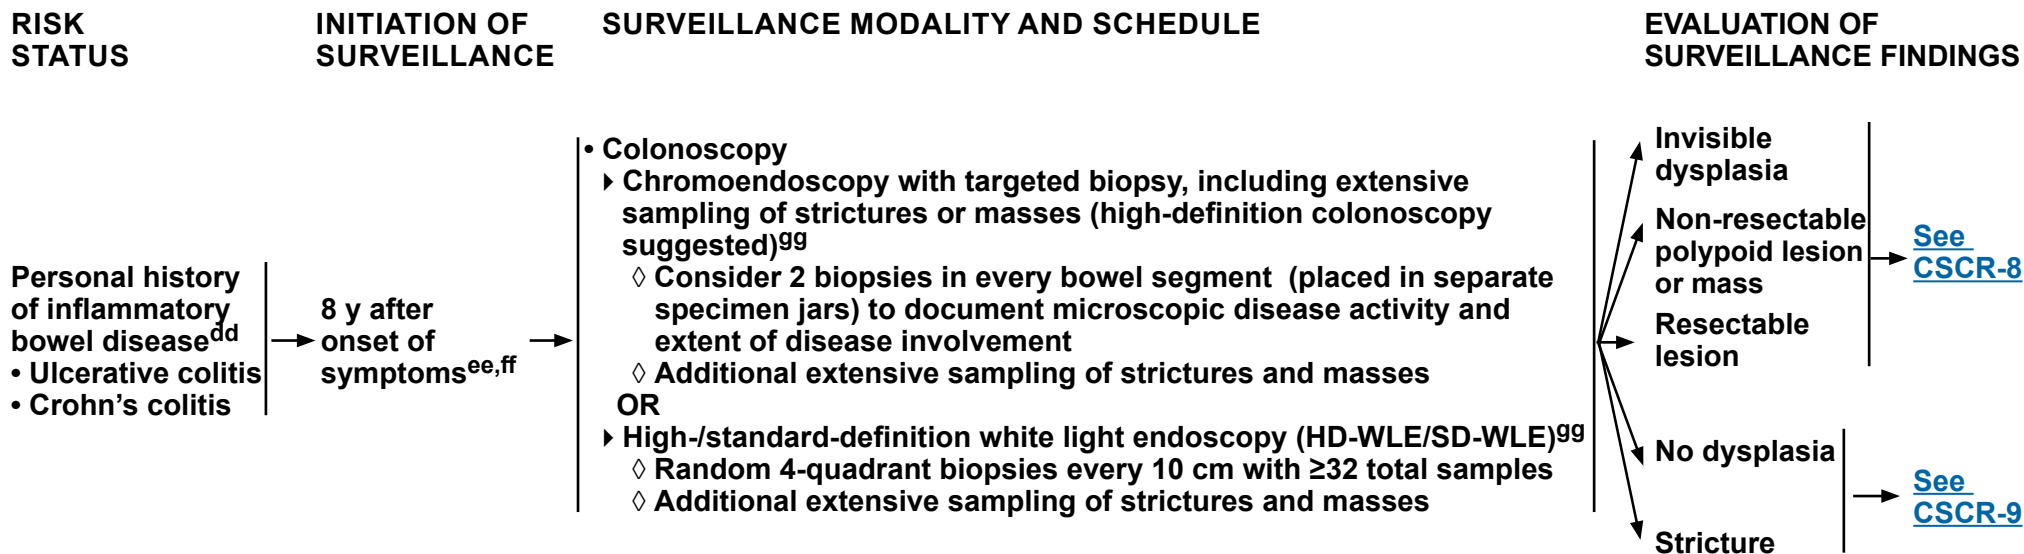 RISK
STATUS
INITIATION OF
SURVEILLANCE
SURVEILLANCE MODALITY AND SCHEDULE
EVALUATION OF
SURVEILLANCE FINDINGS
Personal history
of inflammatory
bowel disease^dd
• Ulcerative colitis
• Crohn’s colitis
8 y after
onset of
symptoms^ee,ff
• Colonoscopy
▸ Chromoendoscopy with targeted biopsy, including extensive
sampling of strictures or masses (high-definition colonoscopy
suggested)^gg
◊ Consider 2 biopsies in every bowel segment (placed in separate
specimen jars) to document microscopic disease activity and
extent of disease involvement
◊ Additional extensive sampling of strictures and masses
OR
▸ High-/standard-definition white light endoscopy (HD-WLE/SD-WLE)^gg
◊ Random 4-quadrant biopsies every 10 cm with ≥32 total samples
◊ Additional extensive sampling of strictures and masses
Invisible
dysplasia
Non-resectable
polypoid lesion
or mass
Resectable
lesion
See
CSCR-8
No dysplasia
Stricture
See
CSCR-9